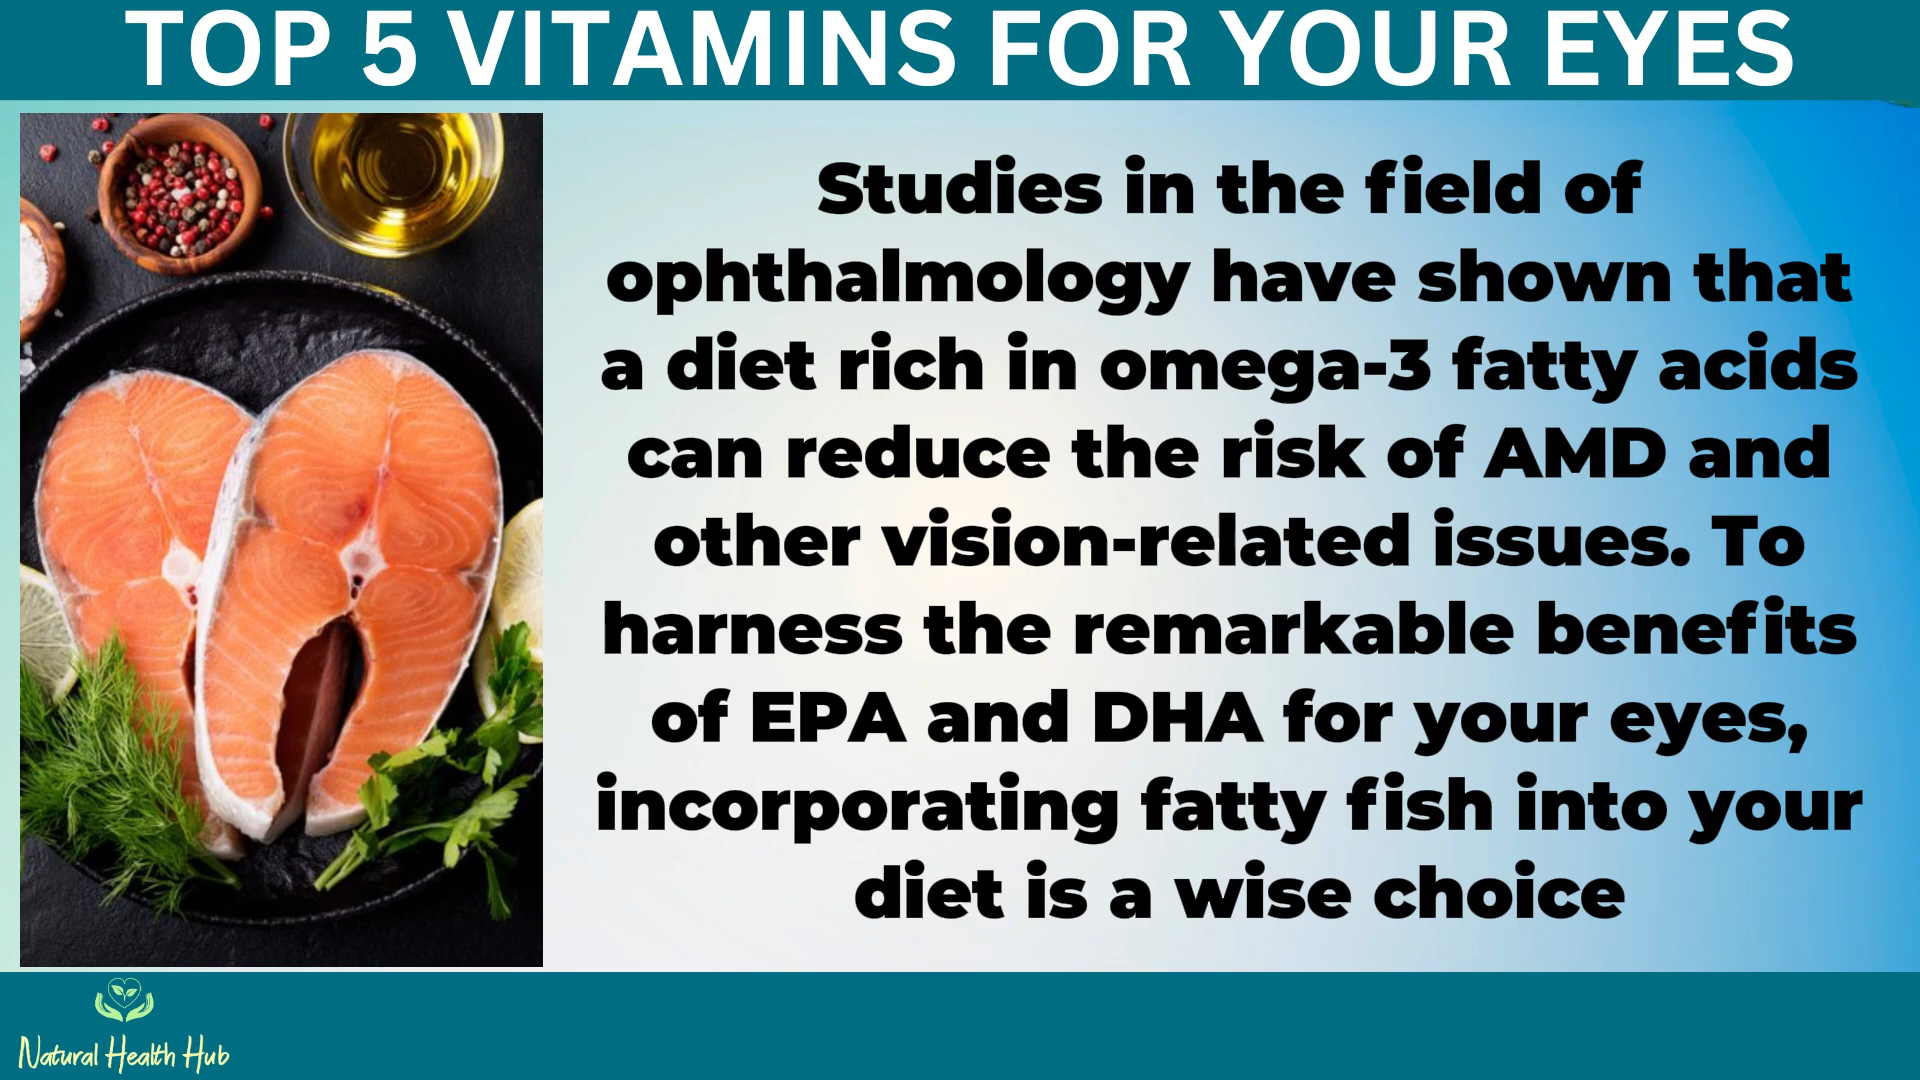 TOP 5 VITAMINS FOR YOUR EYES
Studies in the field of
ophthalmology have shown that
a diet rich in omega-3 fatty acids
can reduce the risk of AMD and
other vision-related issues. To
harness the remarkable benefits
of EPA and DHA for your eyes,
incorporating fatty fish into your
diet is a wise choice
Natural Health Hub